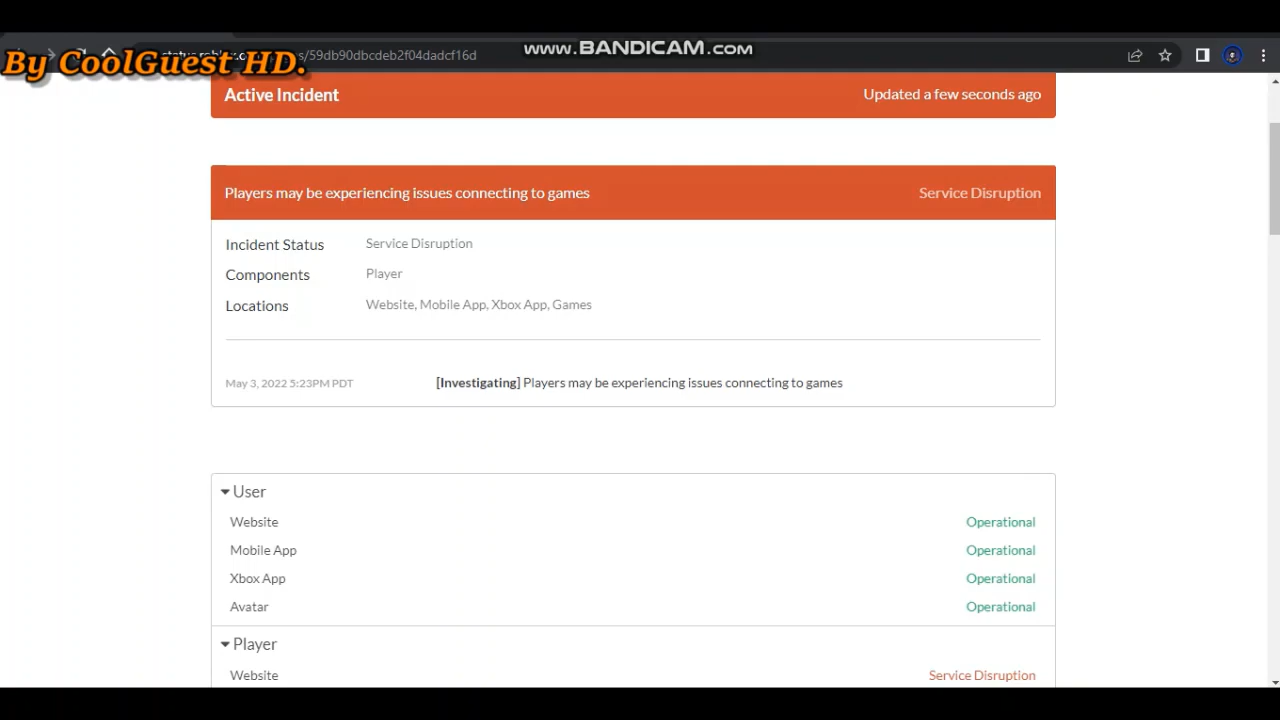 www.BANDICAM.com
By CoolGuest HD.
/59db90dbcdeb2f04dadcf16d
Active Incident Updated a few seconds ago
Players may be experiencing issues connecting to games Service Disruption
Incident Status Service Disruption
Components Player
Locations Website, Mobile App, Xbox App, Games
May 3, 2022 5:23PM PDT [Investigating] Players may be experiencing issues connecting to games
User
Website Operational
Mobile App Operational
Xbox App Operational
Avatar Operational
Player
Website Service Disruption